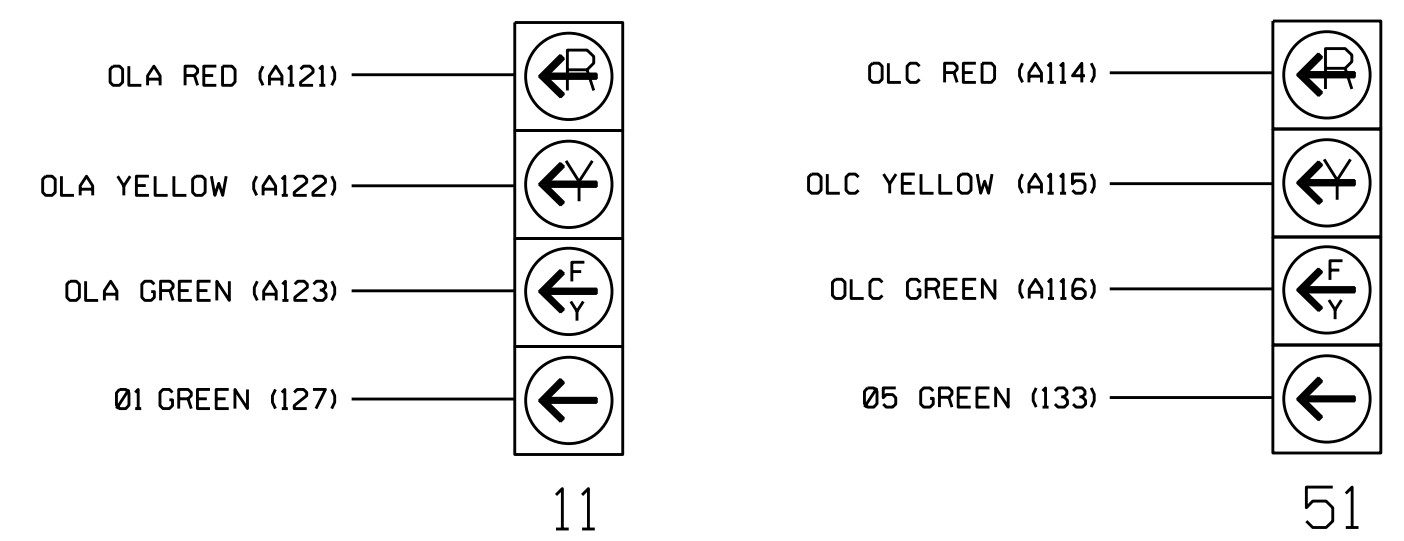 OLA RED (A121)
R
OLA YELLOW (A122)
Y
OLA GREEN (A123)
F
Y
Ø1 GREEN (127)
11
OLC RED (A114)
R
OLC YELLOW (A115)
Y
OLC GREEN (A116)
F
Y
Ø5 GREEN (133)
51